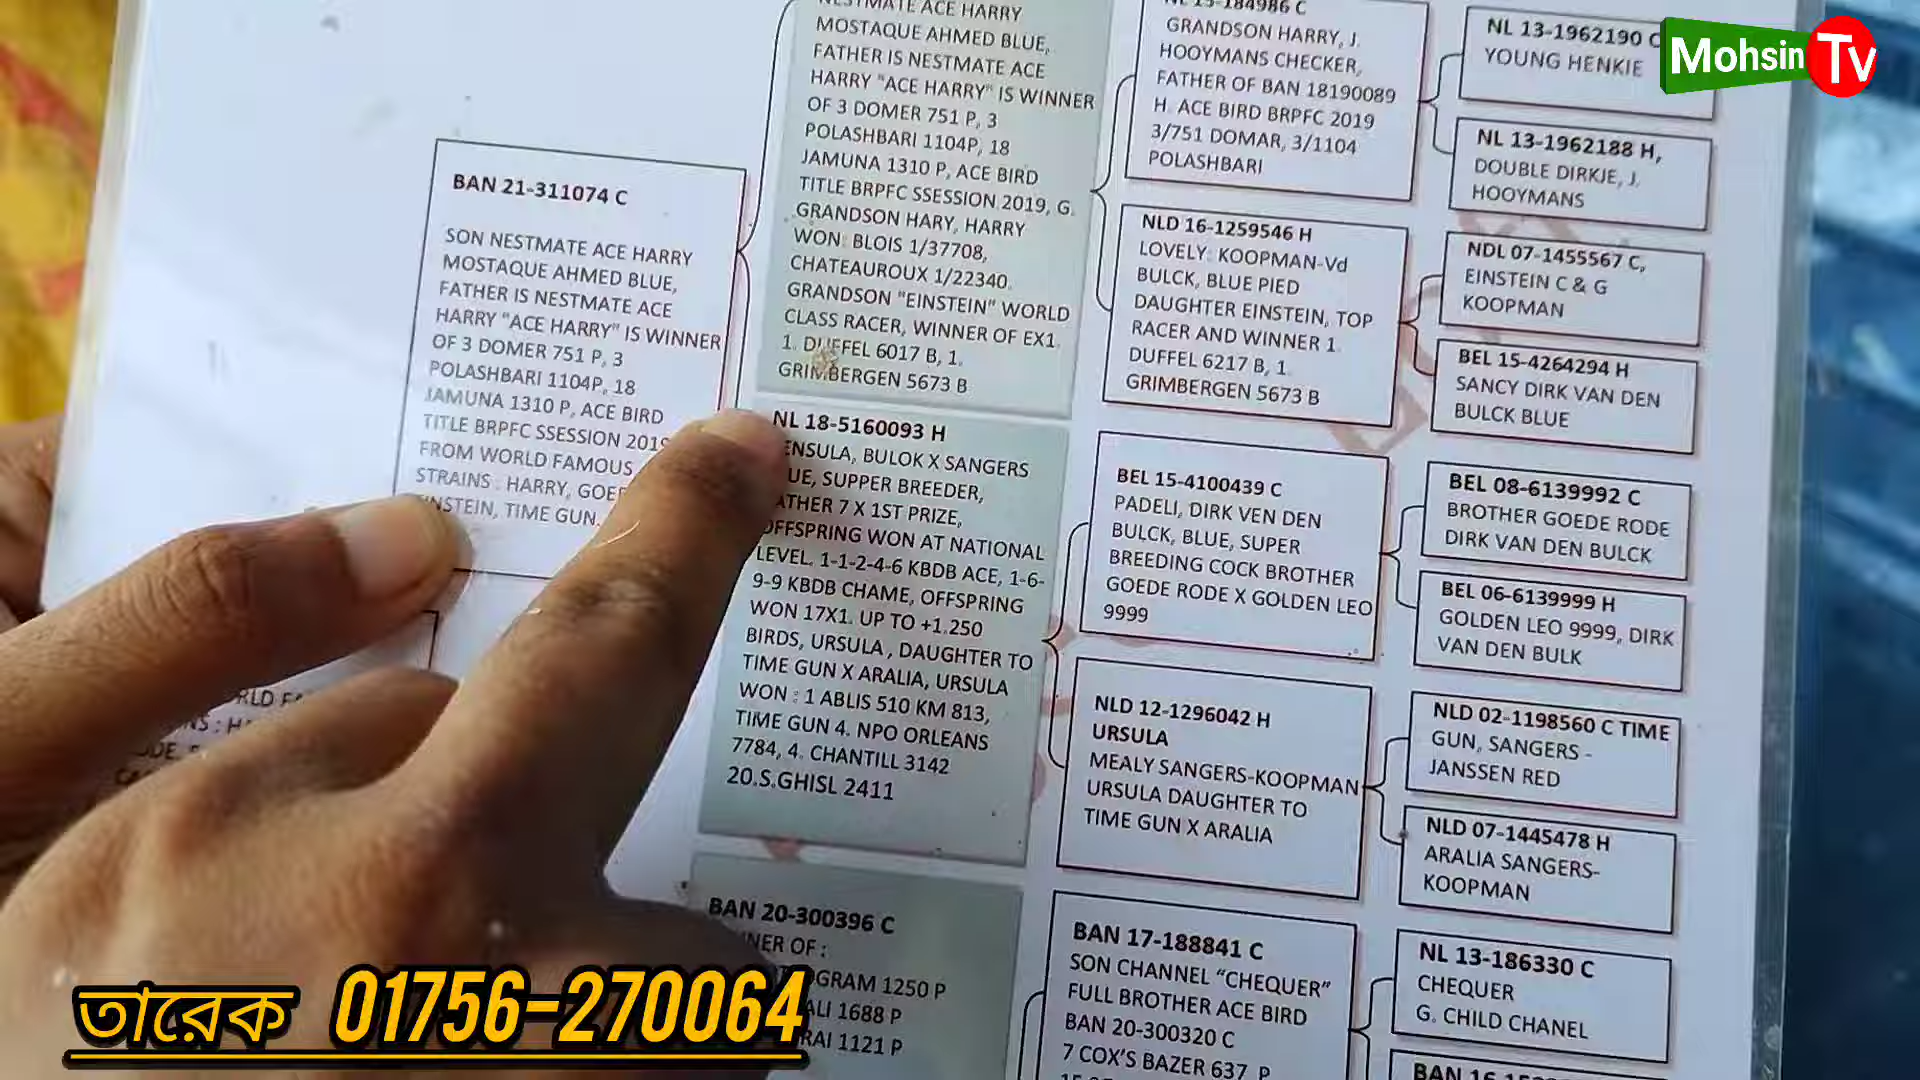 Mohsin Tv
BAN 21-311074 C
SON NESTMATE ACE HARRY
MOSTAQUE AHMED BLUE,
FATHER IS NESTMATE ACE
HARRY "ACE HARRY" IS WINNER
OF 3 DOMER 751 P, 3
POLASHBARI 1104P, 18
JAMUNA 1310 P, ACE BIRD
TITLE BRPFC SSESSION 2019
FROM WORLD FAMOUS
STRAINS : HARRY,
TIME GUN.
NESTMATE ACE HARRY
MOSTAQUE AHMED BLUE,
FATHER IS NESTMATE ACE
HARRY "ACE HARRY" IS WINNER
OF 3 DOMER 751 P, 3
POLASHBARI 1104P, 18
JAMUNA 1310 P, ACE BIRD
TITLE BRPFC SSESSION 2019, G.
GRANDSON HARY, HARRY
WON: BLOIS 1/37708,
CHATEAUROUX 1/22340.
GRANDSON "EINSTEIN" WORLD
CLASS RACER, WINNER OF EX1.
1. DUFFEL 6017 B, 1.
GRIMBERGEN 5673 B
NL 18-5160093 H
BULOK X SANGERS
SUPPER BREEDER,
7 X 1ST PRIZE,
OFFSPRING WON AT NATIONAL
LEVEL. 1-1-2-4-6 KBDB ACE, 1-6-
9-9 KBDB CHAME, OFFSPRING
WON 17X1. UP TO +1.250
BIRDS, URSULA , DAUGHTER TO
TIME GUN X ARALIA, URSULA
WON : 1 ABLIS 510 KM 813,
TIME GUN 4. NPO ORLEANS
7784, 4. CHANTILL 3142
20.S.GHISL 2411
BAN 20-300396 C
OF :
1250 P
1688 P
1121 P
NL 15-184986 C
GRANDSON HARRY, J.
HOOYMANS CHECKER,
FATHER OF BAN 18190089
H. ACE BIRD BRPFC 2019
3/751 DOMAR, 3/1104
POLASHBARI
NLD 16-1259546 H
LOVELY: KOOPMAN-Vd
BULCK, BLUE PIED
DAUGHTER EINSTEIN, TOP
RACER AND WINNER 1.
DUFFEL 6217 B, 1.
GRIMBERGEN 5673 B
BEL 15-4100439 C
PADELI, DIRK VEN DEN
BULCK, BLUE, SUPER
BREEDING COCK BROTHER
GOEDE RODE X GOLDEN LEO
9999
NLD 12-1296042 H
URSULA
MEALY SANGERS-KOOPMAN
URSULA DAUGHTER TO
TIME GUN X ARALIA
BAN 17-188841 C
SON CHANNEL "CHEQUER"
FULL BROTHER ACE BIRD
BAN 20-300320 C
7 COX'S BAZER 637 P
NL 13-1962190 C
YOUNG HENKIE
NL 13-1962188 H,
DOUBLE DIRKJE, J.
HOOYMANS
NDL 07-1455567 C,
EINSTEIN C & G
KOOPMAN
BEL 15-4264294 H
SANCY DIRK VAN DEN
BULCK BLUE
BEL 08-6139992 C
BROTHER GOEDE RODE
DIRK VAN DEN BULCK
BEL 06-6139999 H
GOLDEN LEO 9999, DIRK
VAN DEN BULK
NLD 02-1198560 C TIME
GUN, SANGERS -
JANSSEN RED
NLD 07-1445478 H
ARALIA SANGERS-
KOOPMAN
NL 13-186330 C
CHEQUER
G. CHILD CHANEL
তারেক 01756-270064